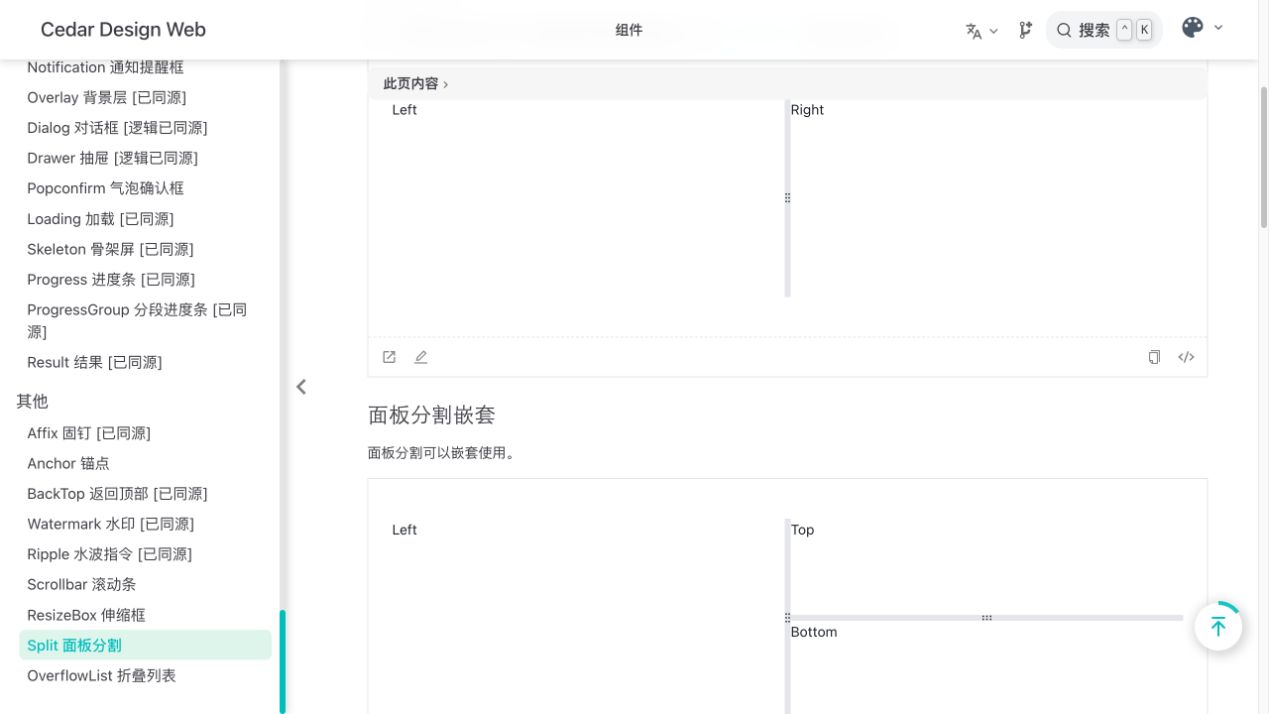 Cedar Design Web
组件
搜索 ^ K
Notification 通知提醒框
Overlay 背景层 [已同源]
Dialog 对话框 [逻辑已同源]
Drawer 抽屉 [逻辑已同源]
Popconfirm 气泡确认框
Loading 加载 [已同源]
Skeleton 骨架屏 [已同源]
Progress 进度条 [已同源]
ProgressGroup 分段进度条 [已同
源]
Result 结果 [已同源]
其他
Affix 固钉 [已同源]
Anchor 锚点
BackTop 返回顶部 [已同源]
Watermark 水印 [已同源]
Ripple 水波指令 [已同源]
Scrollbar 滚动条
ResizeBox 伸缩框
Split 面板分割
OverflowList 折叠列表
此页内容 ›
Left
Right
面板分割嵌套
面板分割可以嵌套使用。
Left
Top
Bottom